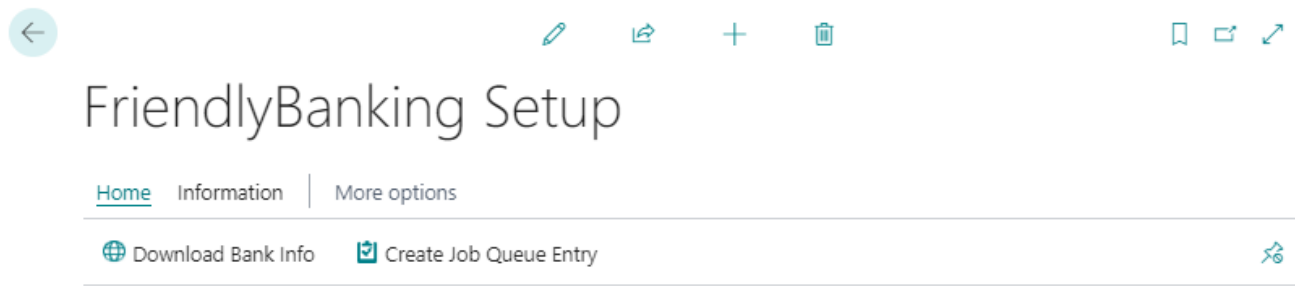 FriendlyBanking Setup
Home Information More options
Download Bank Info Create Job Queue Entry